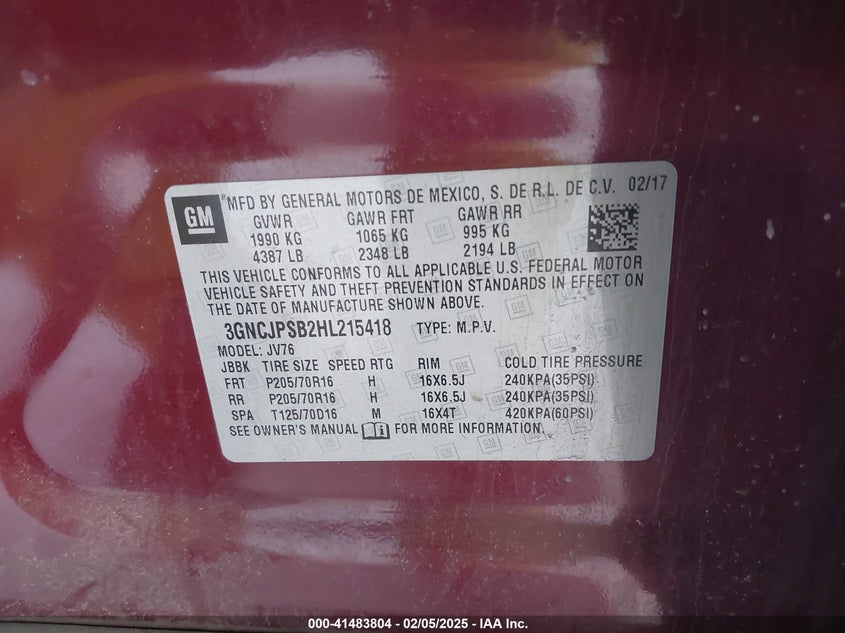 GM ® MFD BY GENERAL MOTORS DE MEXICO, S. DE R.L. DE C.V. 02/17
GVWR GAWR FRT GAWR RR
1990 KG 1065 KG 995 KG
4387 LB 2348 LB 2194 LB
THIS VEHICLE CONFORMS TO ALL APPLICABLE U.S. FEDERAL MOTOR
VEHICLE SAFETY AND THEFT PREVENTION STANDARDS IN EFFECT ON
THE DATE OF MANUFACTURE SHOWN ABOVE.
3GNCJPSB2HL215418 TYPE: M.P.V.
MODEL: JV76
JBBK TIRE SIZE SPEED RTG RIM COLD TIRE PRESSURE
FRT P205/70R16 H 16X6.5J 240KPA(35PSI)
RR P205/70R16 H 16X6.5J 240KPA(35PSI)
SPA T125/70D16 M 16X4T 420KPA(60PSI)
SEE OWNER'S MANUAL FOR MORE INFORMATION.
000-41483804 - 02/05/2025 - IAA Inc.